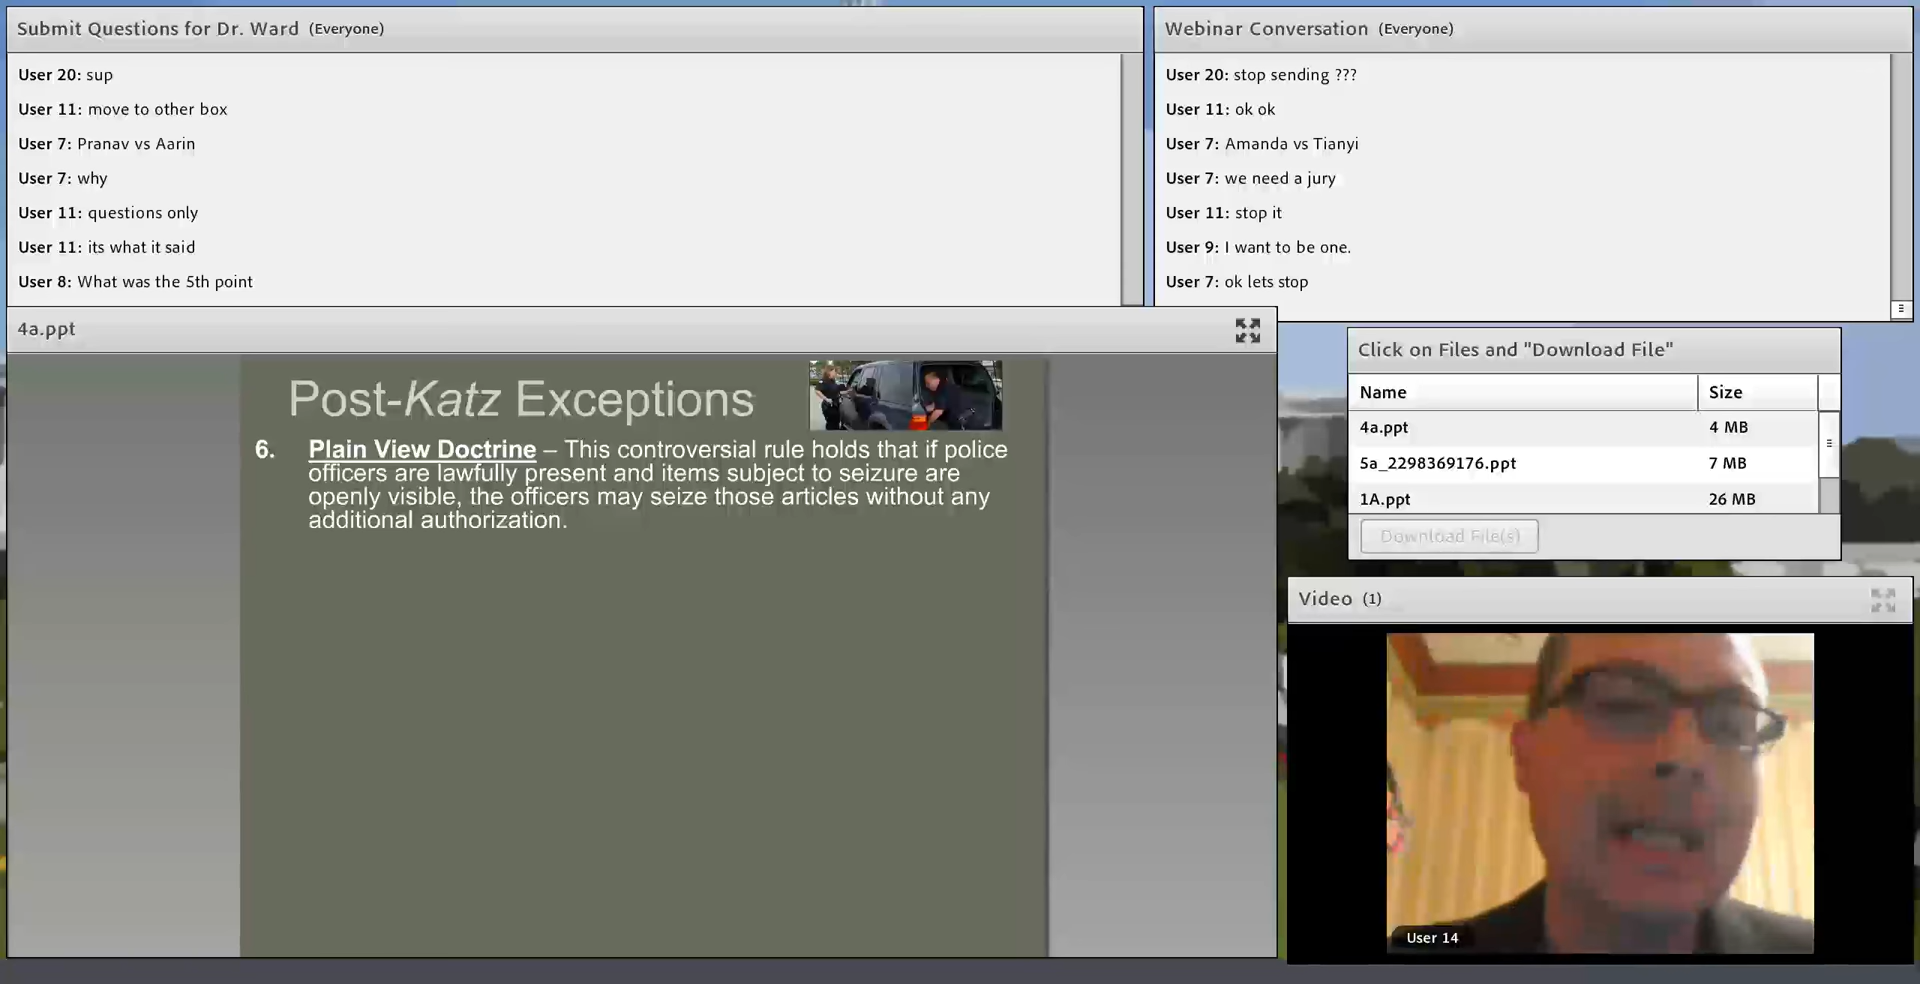 Submit Questions for Dr. Ward (Everyone)
User 20: sup
User 11: move to other box
User 7: Pranav vs Aarin
User 7: why
User 11: questions only
User 11: its what it said
User 8: What was the 5th point
Webinar Conversation (Everyone)
User 20: stop sending ???
User 11: ok ok
User 7: Amanda vs Tianyi
User 7: we need a jury
User 11: stop it
User 9: I want to be one.
User 7: ok lets stop
4a.ppt
Post-Katz Exceptions
6. Plain View Doctrine – This controversial rule holds that if police
officers are lawfully present and items subject to seizure are
openly visible, the officers may seize those articles without any
additional authorization.
Click on Files and "Download File"
Name Size
4a.ppt 4 MB
5a_2298369176.ppt 7 MB
1A.ppt 26 MB
Download File(s)
Video (1)
User 14